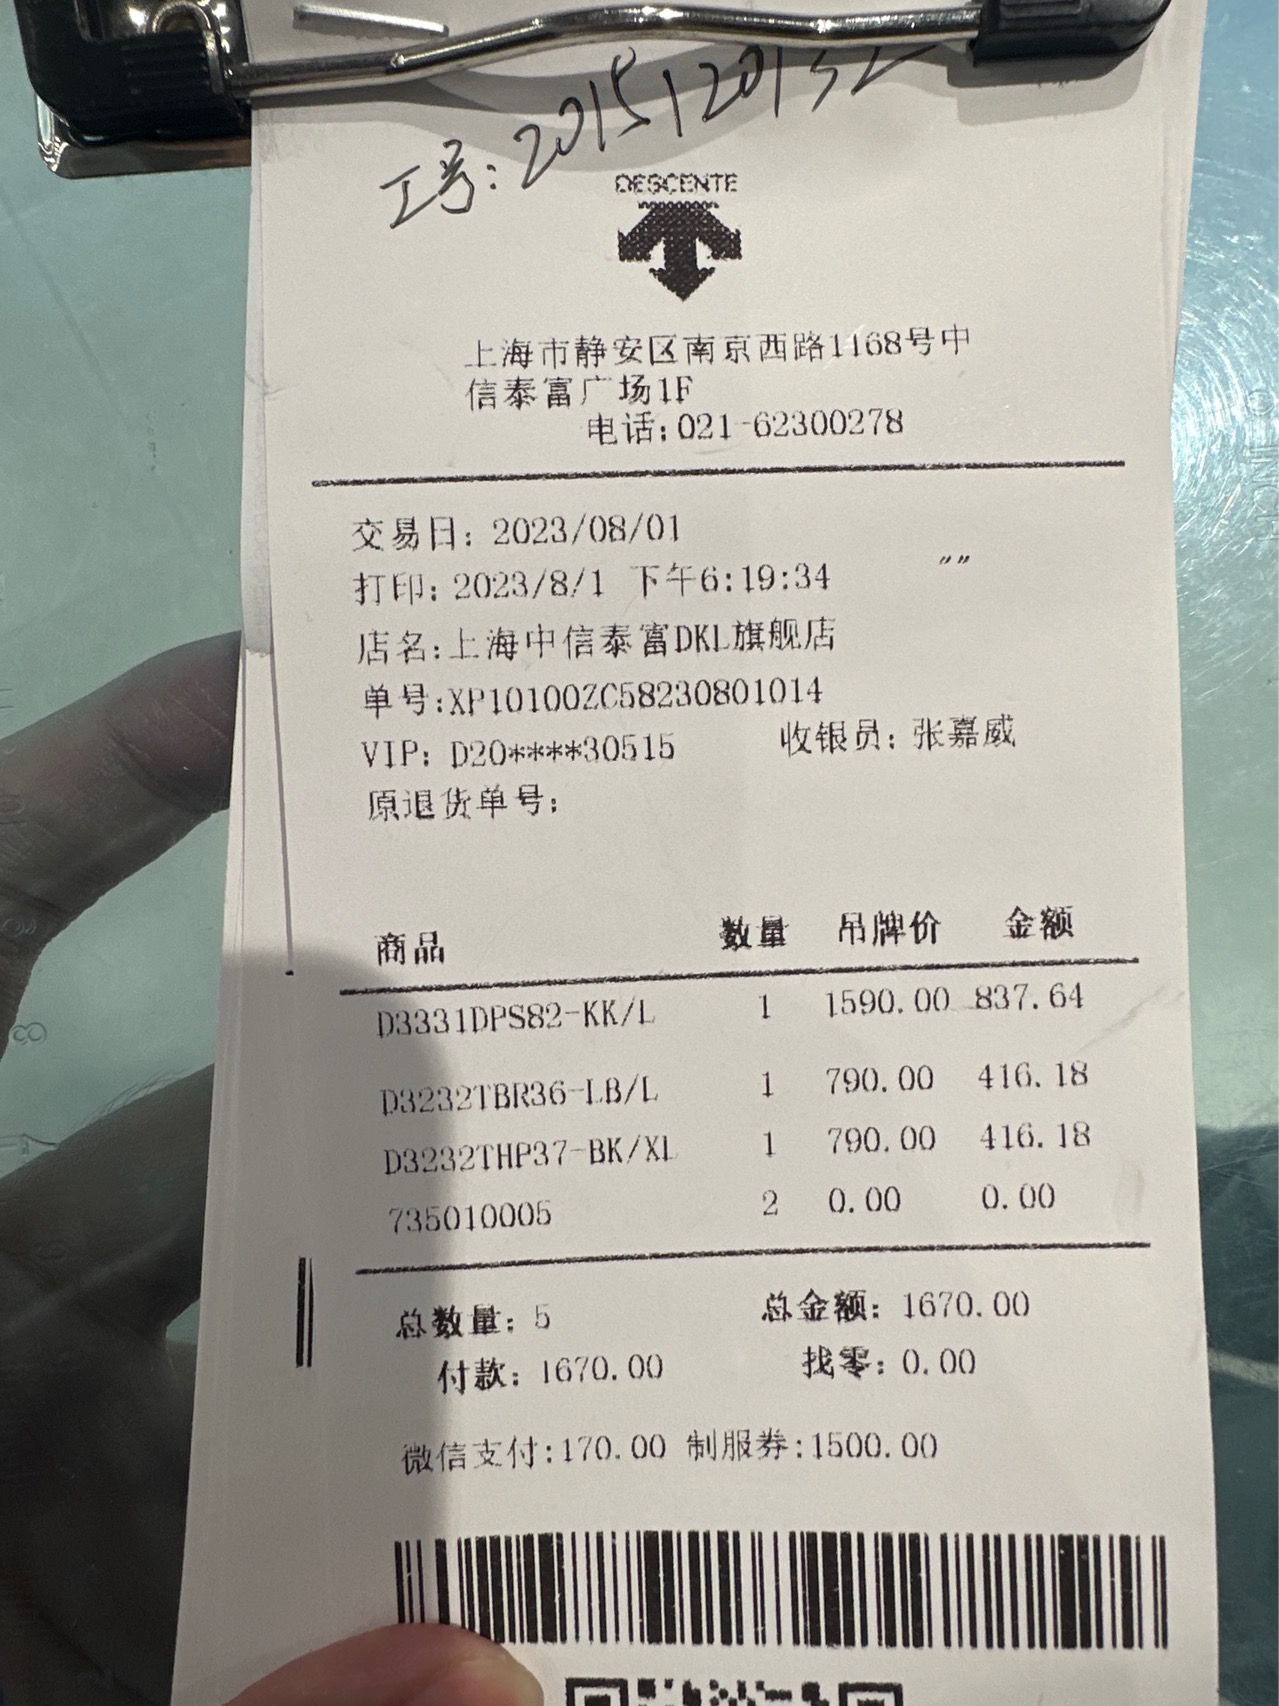 工号:2015120132
DESCENTE
上海市静安区南京西路1168号中
信泰富广场1F
电话:021-62300278
交易日: 2023/08/01
打印: 2023/8/1 下午6:19:34
""
店名:上海中信泰富DKL旗舰店
单号:XP10100ZC58230801014
VIP: D20****30515 收银员: 张嘉威
原退货单号:
商品 数量 吊牌价 金额
D3331DPS82-KK/L 1 1590.00 837.64
D3232TBR36-LB/L 1 790.00 416.18
D3232THP37-BK/XL 1 790.00 416.18
735010005 2 0.00 0.00
总数量: 5 总金额: 1670.00
付款: 1670.00 找零: 0.00
微信支付:170.00 制服券:1500.00